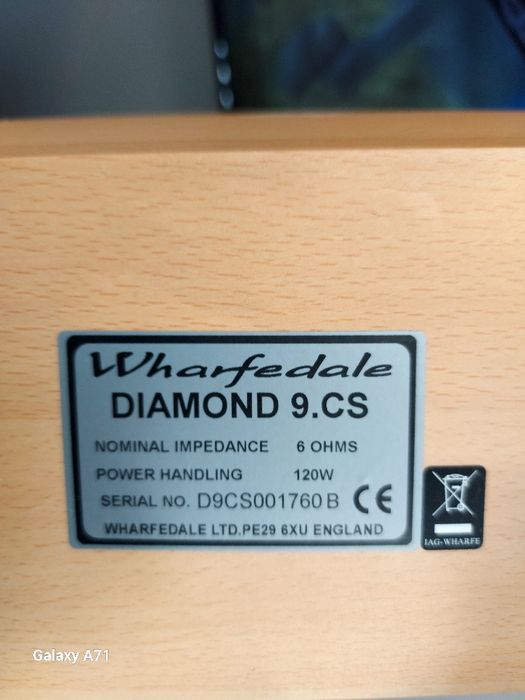 Wharfedale
DIAMOND 9.CS
NOMINAL IMPEDANCE 6 OHMS
POWER HANDLING 120W
SERIAL NO. D9CS001760B CE
WHARFEDALE LTD.PE29 6XU ENGLAND
IAG-WHARFE
Galaxy A71